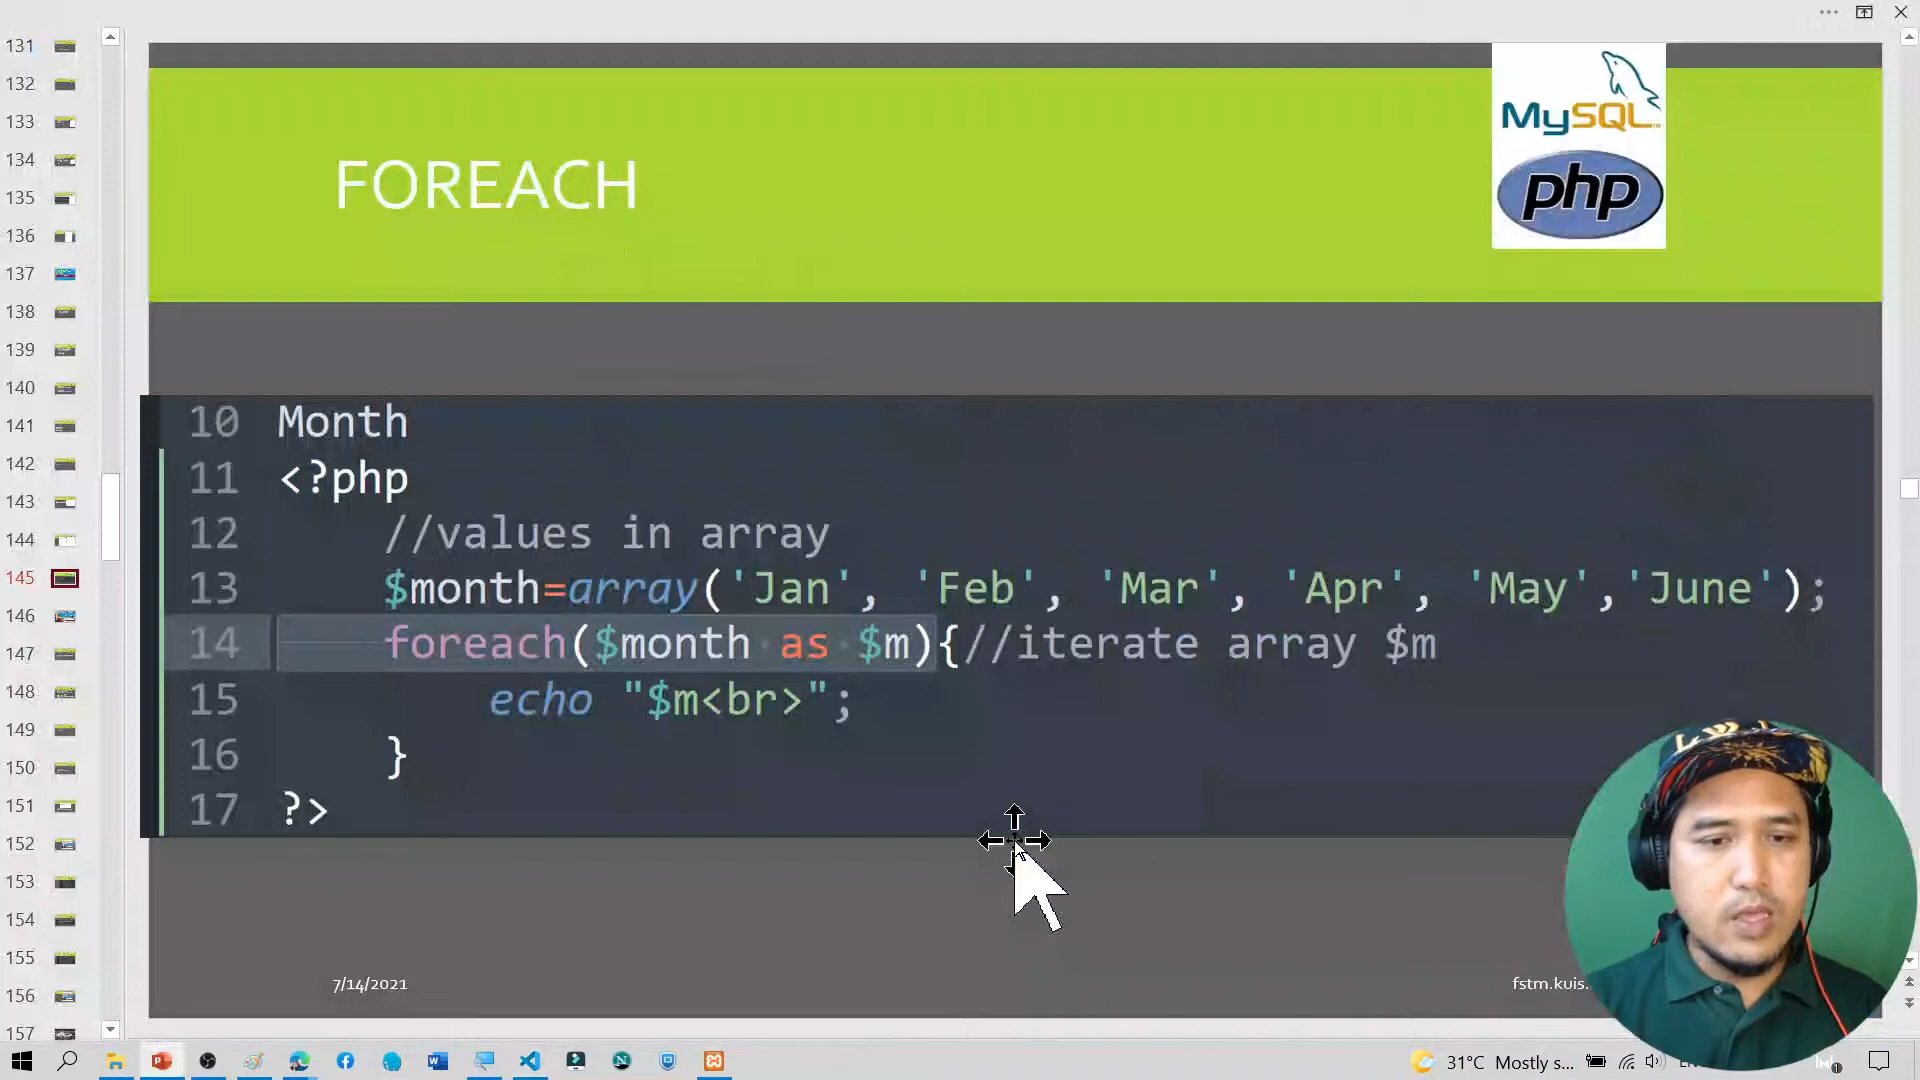 131
132
133
134
135
136
137
138
139
140
141
142
143
144
145
146
147
148
149
150
151
152
153
154
155
156
157
FOREACH
MySQL
php
10 Month
11 <?php
12 //values in array
13 $month=array('Jan', 'Feb', 'Mar', 'Apr', 'May','June');
14 foreach($month as $m){//iterate array $m
15 echo "$m<br>";
16 }
17 ?>
7/14/2021
fstm.kuis.
31°C Mostly s...